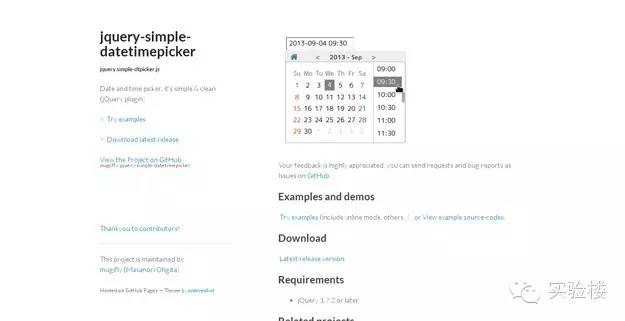 jquery-simple-
datetimepicker
jquery.simple-dtpicker.js
Date and time picker, it's simple & clean
(jQuery plugin)
Try examples
Download latest release
View the Project on GitHub
mugifly/jquery-simple-datetimepicker
Thank you to contributors!
This project is maintained by
mugifly (Masanori Ohgita)
Hosted on GitHub Pages — Theme by orderedlist
2013-09-04 09:30
< 2013 - Sep >
Su Mo Tu We Th Fr Sa
1 2 3 4 5 6 7
8 9 10 11 12 13 14
15 16 17 18 19 20 21
22 23 24 25 26 27 28
29 30 1 2 3 4 5
09:00
09:30
10:00
10:30
11:00
11:30
Your feedback is highly appreciated. you can send requests and bug reports as
Issues on GitHub.
Examples and demos
Try examples (include inline mode, others...). or View example source-codes.
Download
Latest release version
Requirements
• jQuery 1.7.2 or later
Related projects
实验楼